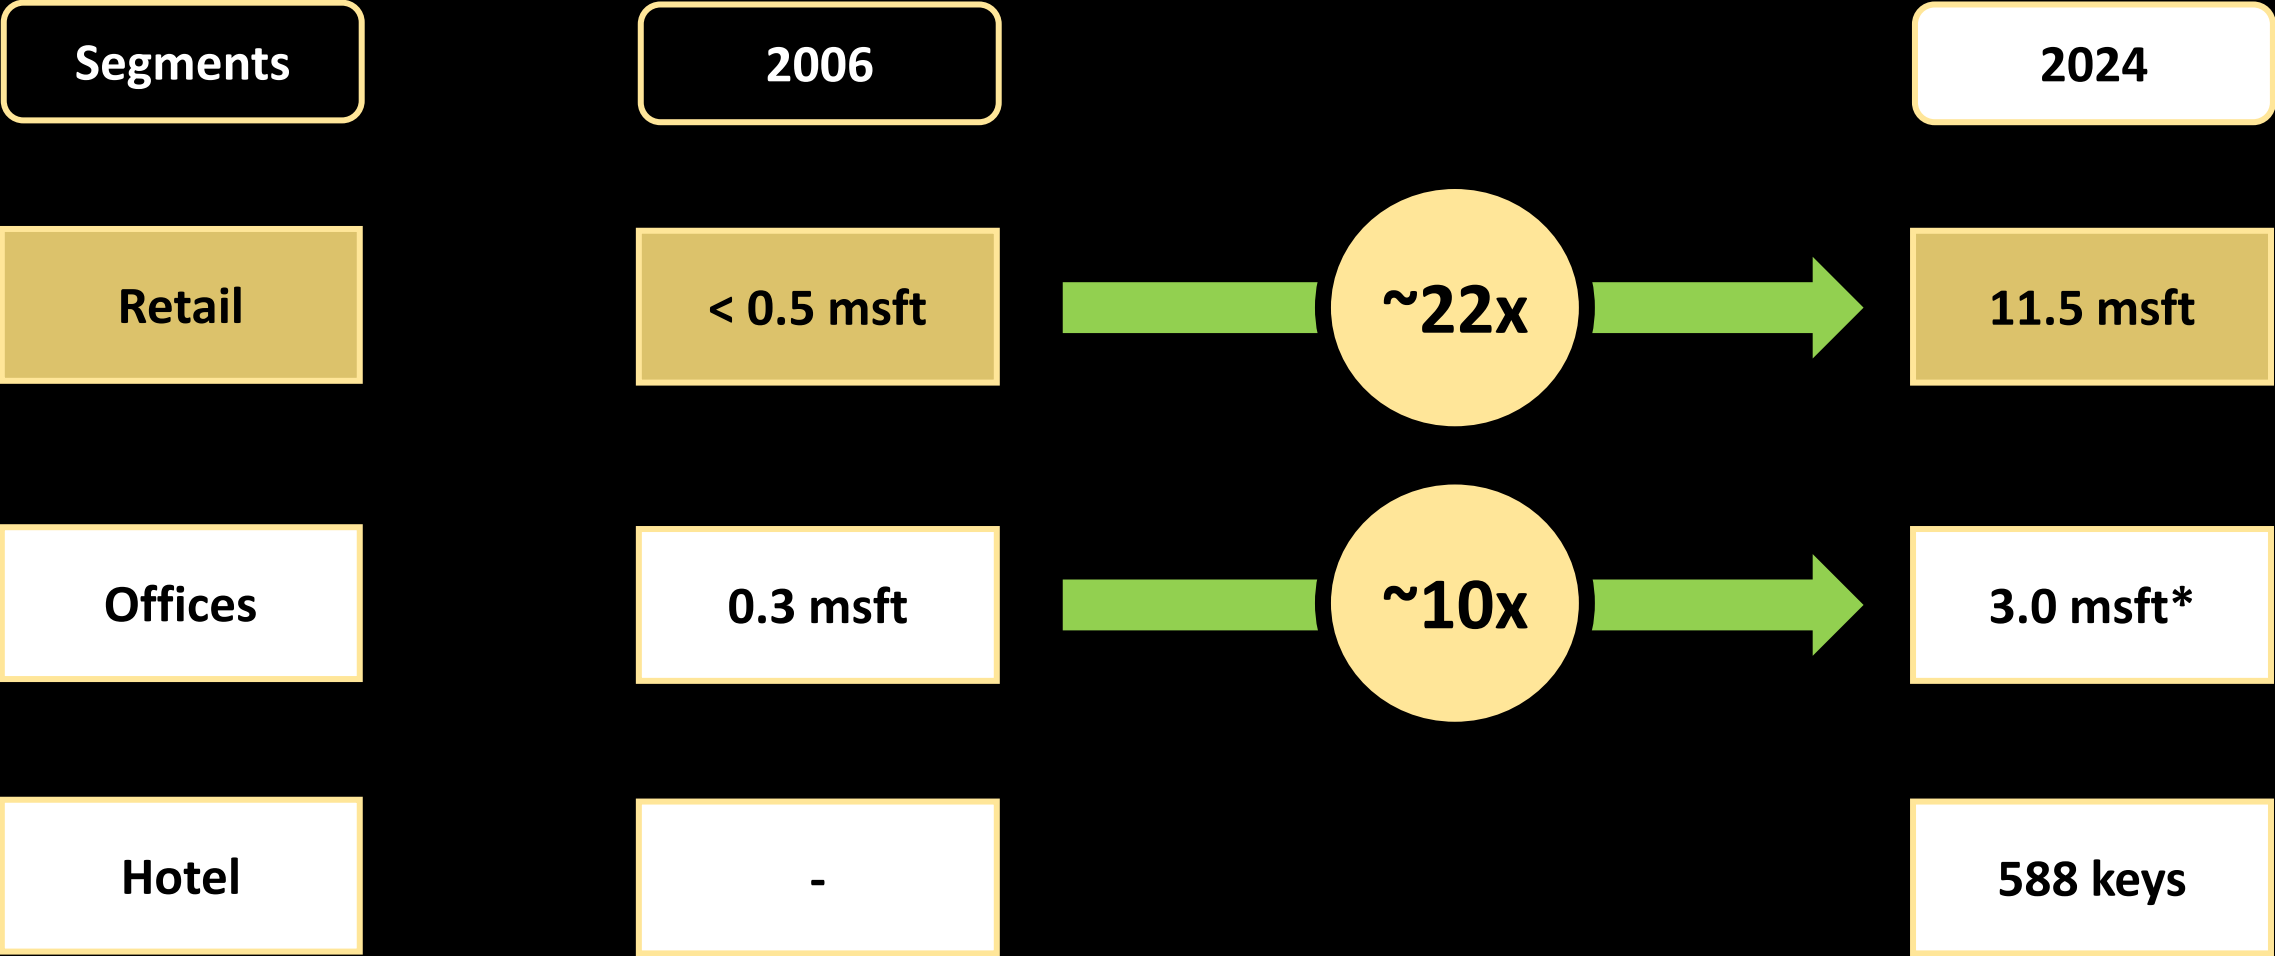 Segments
2006
2024
Retail
< 0.5 msft
~22x
11.5 msft
Offices
0.3 msft
~10x
3.0 msft*
Hotel
-
588 keys